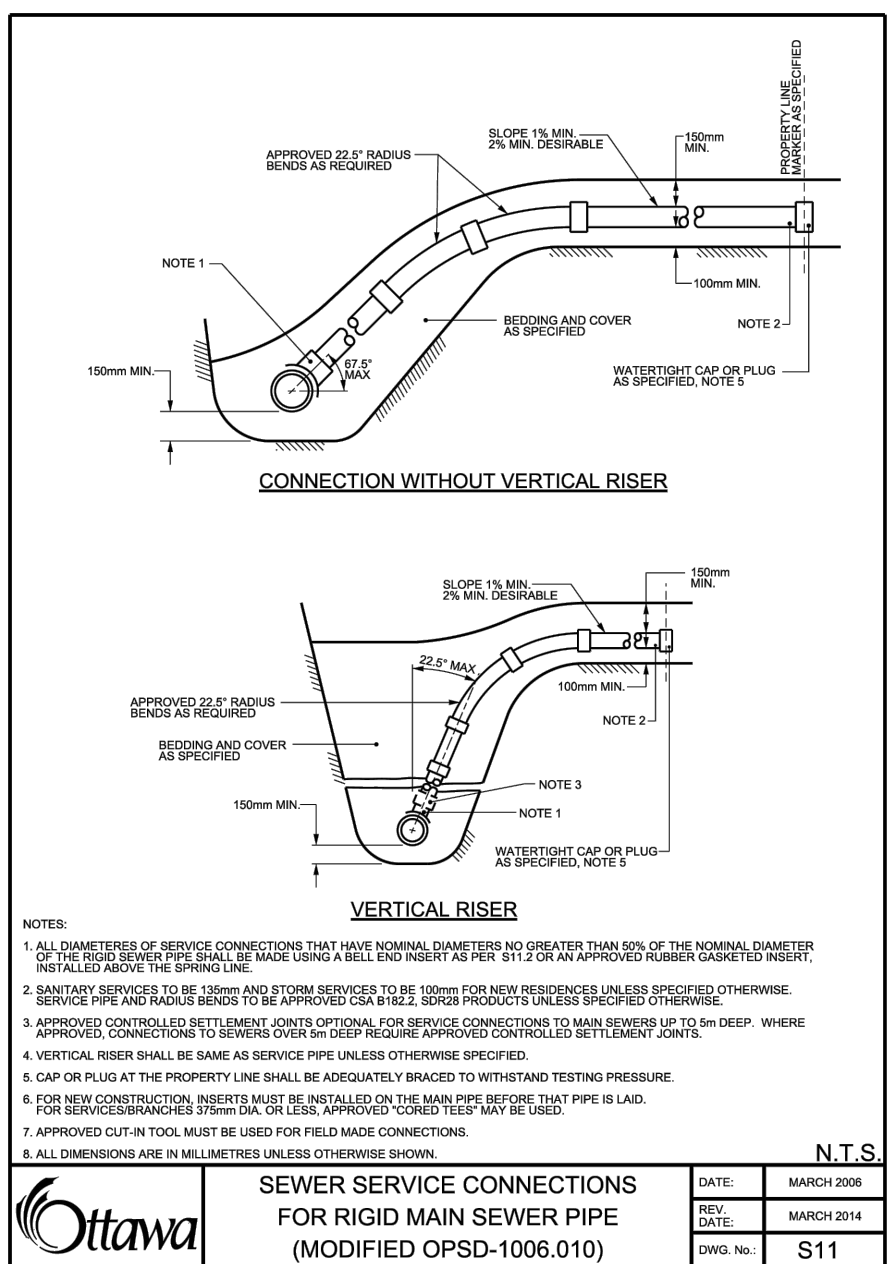 PROPERTY LINE
MARKER AS SPECIFIED
SLOPE 1% MIN.
2% MIN. DESIRABLE
150mm
MIN.
APPROVED 22.5° RADIUS
BENDS AS REQUIRED
NOTE 1
100mm MIN.
BEDDING AND COVER
AS SPECIFIED
NOTE 2
67.5°
MAX
150mm MIN.
WATERTIGHT CAP OR PLUG
AS SPECIFIED, NOTE 5
CONNECTION WITHOUT VERTICAL RISER
SLOPE 1% MIN.
2% MIN. DESIRABLE
150mm
MIN.
22.5° MAX.
100mm MIN.
APPROVED 22.5° RADIUS
BENDS AS REQUIRED
NOTE 2
BEDDING AND COVER
AS SPECIFIED
NOTE 3
150mm MIN.
NOTE 1
WATERTIGHT CAP OR PLUG
AS SPECIFIED, NOTE 5
VERTICAL RISER
NOTES:
1. ALL DIAMETERES OF SERVICE CONNECTIONS THAT HAVE NOMINAL DIAMETERS NO GREATER THAN 50% OF THE NOMINAL DIAMETER
OF THE RIGID SEWER PIPE SHALL BE MADE USING A BELL END INSERT AS PER S11.2 OR AN APPROVED RUBBER GASKETED INSERT,
INSTALLED ABOVE THE SPRING LINE.
2. SANITARY SERVICES TO BE 135mm AND STORM SERVICES TO BE 100mm FOR NEW RESIDENCES UNLESS SPECIFIED OTHERWISE.
SERVICE PIPE AND RADIUS BENDS TO BE APPROVED CSA B182.2, SDR28 PRODUCTS UNLESS SPECIFIED OTHERWISE.
3. APPROVED CONTROLLED SETTLEMENT JOINTS OPTIONAL FOR SERVICE CONNECTIONS TO MAIN SEWERS UP TO 5m DEEP. WHERE
APPROVED, CONNECTIONS TO SEWERS OVER 5m DEEP REQUIRE APPROVED CONTROLLED SETTLEMENT JOINTS.
4. VERTICAL RISER SHALL BE SAME AS SERVICE PIPE UNLESS OTHERWISE SPECIFIED.
5. CAP OR PLUG AT THE PROPERTY LINE SHALL BE ADEQUATELY BRACED TO WITHSTAND TESTING PRESSURE.
6. FOR NEW CONSTRUCTION, INSERTS MUST BE INSTALLED ON THE MAIN PIPE BEFORE THAT PIPE IS LAID.
FOR SERVICES/BRANCHES 375mm DIA. OR LESS, APPROVED "CORED TEES" MAY BE USED.
7. APPROVED CUT-IN TOOL MUST BE USED FOR FIELD MADE CONNECTIONS.
8. ALL DIMENSIONS ARE IN MILLIMETRES UNLESS OTHERWISE SHOWN.
N.T.S.
Ottawa
SEWER SERVICE CONNECTIONS
FOR RIGID MAIN SEWER PIPE
(MODIFIED OPSD-1006.010)
DATE:
MARCH 2006
REV.
DATE:
MARCH 2014
DWG. No.:
S11